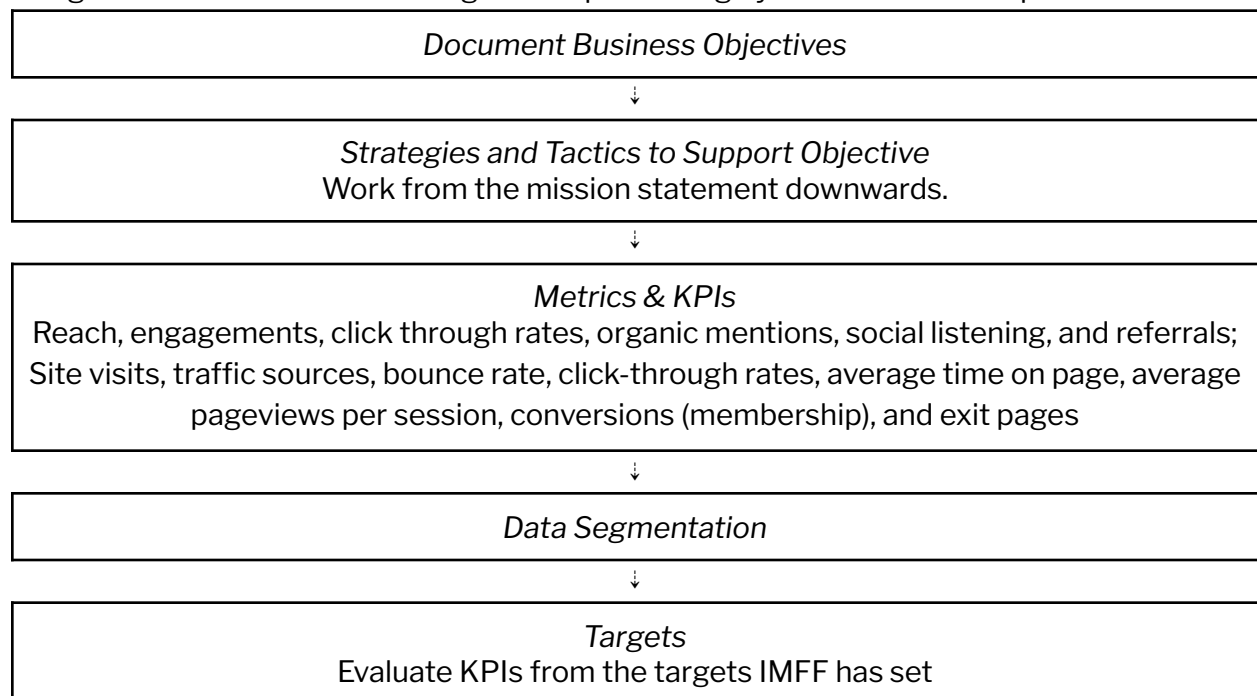 Document Business Objectives
↓
Strategies and Tactics to Support Objective
Work from the mission statement downwards.
↓
Metrics & KPIs
Reach, engagements, click through rates, organic mentions, social listening, and referrals;
Site visits, traffic sources, bounce rate, click-through rates, average time on page, average
pageviews per session, conversions (membership), and exit pages
↓
Data Segmentation
↓
Targets
Evaluate KPIs from the targets IMFF has set